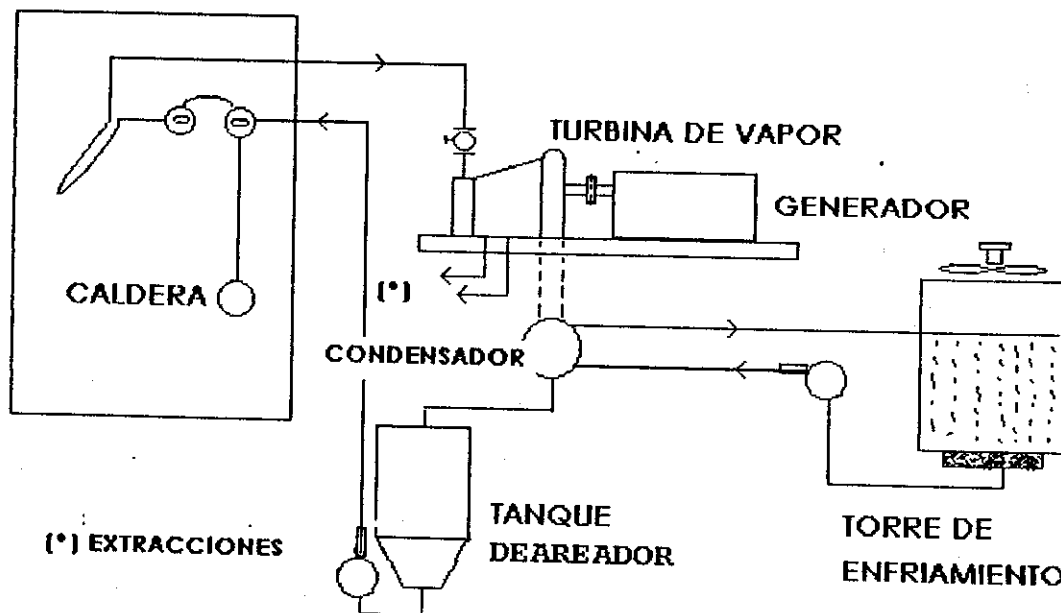 TURBINA DE VAPOR
GENERADOR
CALDERA
(*)
CONDENSADOR
TANQUE
DEAREADOR
(*) EXTRACCIONES
TORRE DE
ENFRIAMIENTO